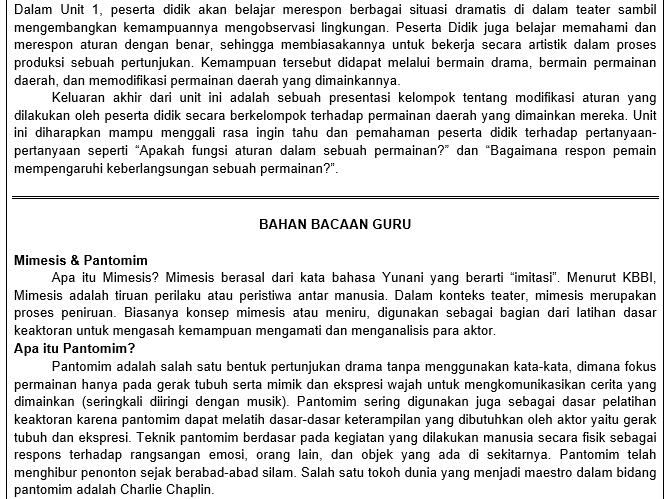 Dalam Unit 1, peserta didik akan belajar merespon berbagai situasi dramatis di dalam teater sambil
mengembangkan kemampuannya mengobservasi lingkungan. Peserta Didik juga belajar memahami dan
merespon aturan dengan benar, sehingga membiasakannya untuk bekerja secara artistik dalam proses
produksi sebuah pertunjukan. Kemampuan tersebut didapat melalui bermain drama, bermain permainan
daerah, dan memodifikasi permainan daerah yang dimainkannya.
Keluaran akhir dari unit ini adalah sebuah presentasi kelompok tentang modifikasi aturan yang
dilakukan oleh peserta didik secara berkelompok terhadap permainan daerah yang dimainkan mereka. Unit
ini diharapkan mampu menggali rasa ingin tahu dan pemahaman peserta didik terhadap pertanyaan-
pertanyaan seperti “Apakah fungsi aturan dalam sebuah permainan?” dan “Bagaimana respon pemain
mempengaruhi keberlangsungan sebuah permainan?”.
BAHAN BACAAN GURU
Mimesis & Pantomim
Apa itu Mimesis? Mimesis berasal dari kata bahasa Yunani yang berarti “imitasi”. Menurut KBBI,
Mimesis adalah tiruan perilaku atau peristiwa antar manusia. Dalam konteks teater, mimesis merupakan
proses peniruan. Biasanya konsep mimesis atau meniru, digunakan sebagai bagian dari latihan dasar
keaktoran untuk mengasah kemampuan mengamati dan menganalisis para aktor.
Apa itu Pantomim?
Pantomim adalah salah satu bentuk pertunjukan drama tanpa menggunakan kata-kata, dimana fokus
permainan hanya pada gerak tubuh serta mimik dan ekspresi wajah untuk mengkomunikasikan cerita yang
dimainkan (seringkali diiringi dengan musik). Pantomim sering digunakan juga sebagai dasar pelatihan
keaktoran karena pantomim dapat melatih dasar-dasar keterampilan yang dibutuhkan oleh aktor yaitu gerak
tubuh dan ekspresi. Teknik pantomim berdasar pada kegiatan yang dilakukan manusia secara fisik sebagai
respons terhadap rangsangan emosi, orang lain, dan objek yang ada di sekitarnya. Pantomim telah
menghibur penonton sejak berabad-abad silam. Salah satu tokoh dunia yang menjadi maestro dalam bidang
pantomim adalah Charlie Chaplin.